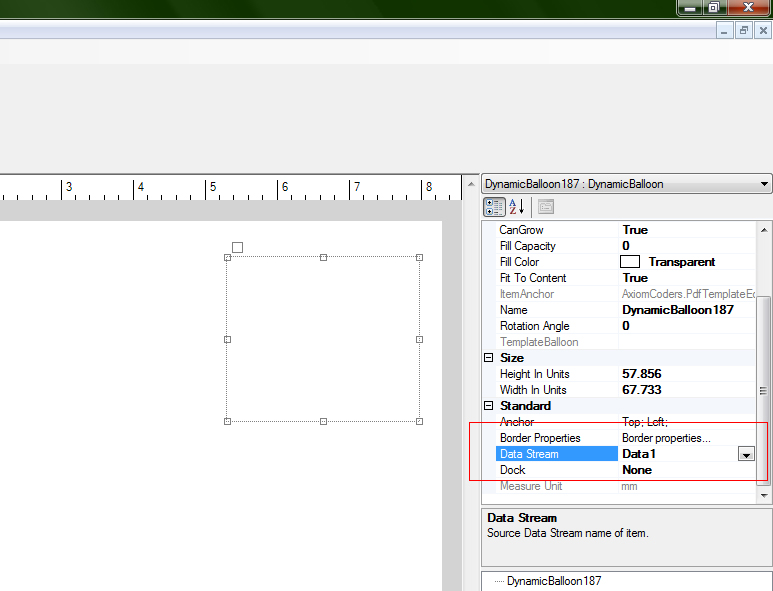 3 4 5 6 7 8
DynamicBalloon187 : DynamicBalloon
A
Z
CanGrow True
Fill Capacity 0
Fill Color Transparent
Fit To Content True
ItemAnchor AxiomCoders.PdfTemplateEd
Name DynamicBalloon187
Rotation Angle 0
TemplateBalloon
Size
Height In Units 57.856
Width In Units 67.733
Standard
Anchor Top; Left;
Border Properties Border properties...
Data Stream Data1
Dock None
Measure Unit mm
Data Stream
Source Data Stream name of item.
DynamicBalloon187